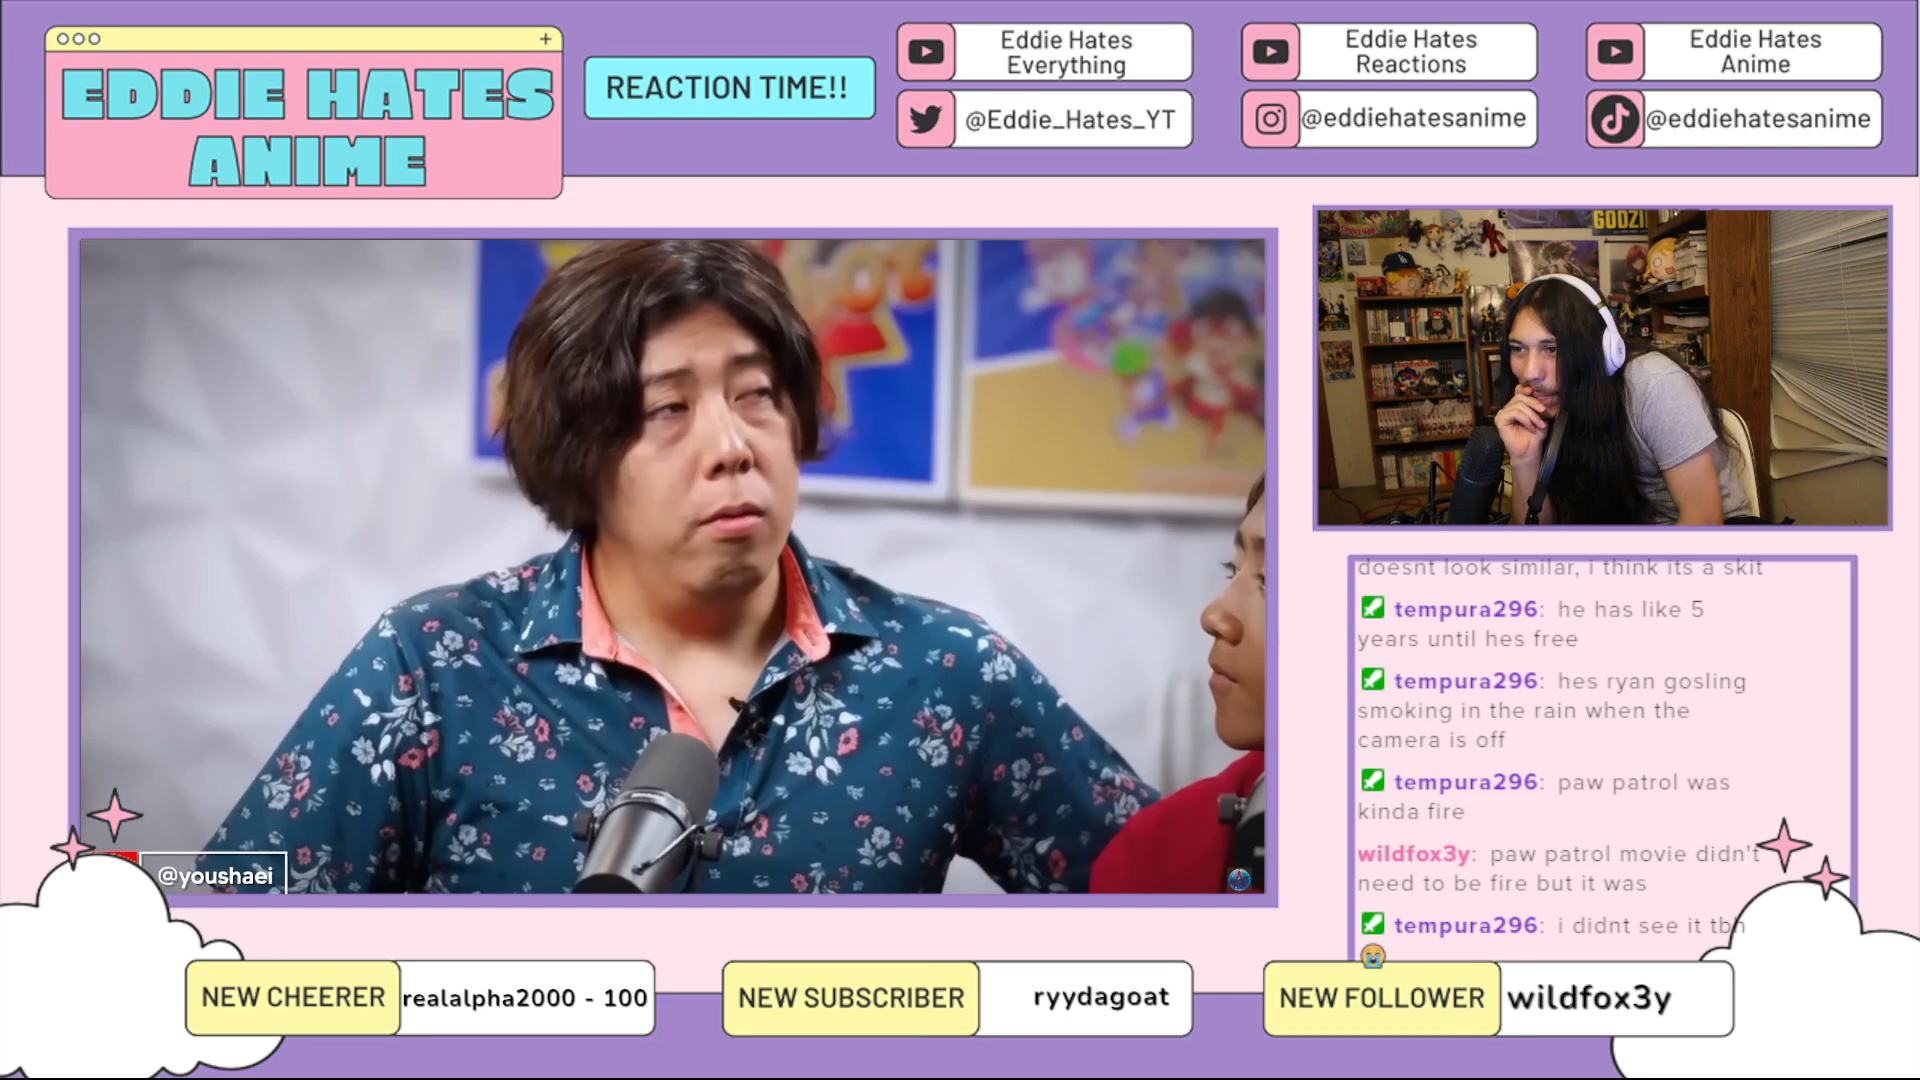 EDDIE HATES
ANIME
REACTION TIME!!
Eddie Hates
Everything
Eddie Hates
Reactions
Eddie Hates
Anime
@Eddie_Hates_YT
@eddiehatesanime
@eddiehatesanime
GODZI
@youshaei
doesnt look similar, i think its a skit
tempura296: he has like 5
years until hes free
tempura296: hes ryan gosling
smoking in the rain when the
camera is off
tempura296: paw patrol was
kinda fire
wildfox3y: paw patrol movie didn't
need to be fire but it was
tempura296: i didnt see it tbh
😭
NEW CHEERER
realalpha2000 - 100
NEW SUBSCRIBER
ryydagoat
NEW FOLLOWER
wildfox3y